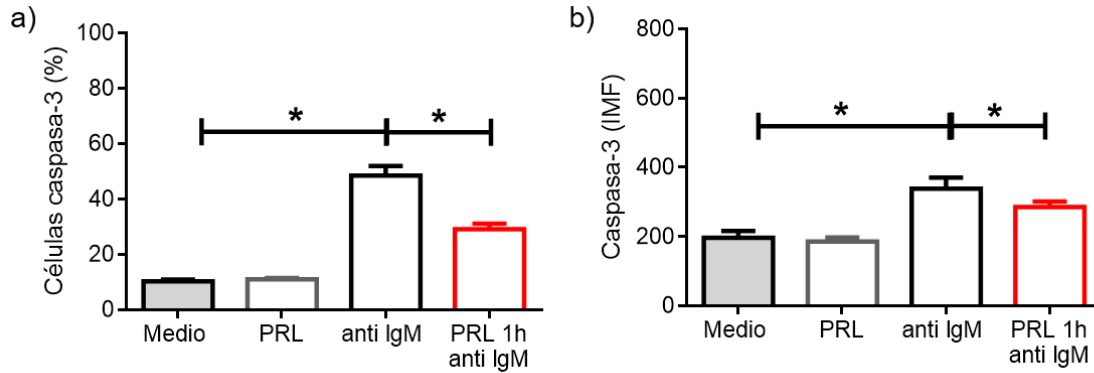 a)
Células caspasa-3 (%)
100
80
60
40
20
0
* *
Medio PRL anti IgM PRL 1h
anti IgM
b)
Caspasa-3 (IMF)
800
600
400
200
0
* *
Medio PRL anti IgM PRL 1h
anti IgM